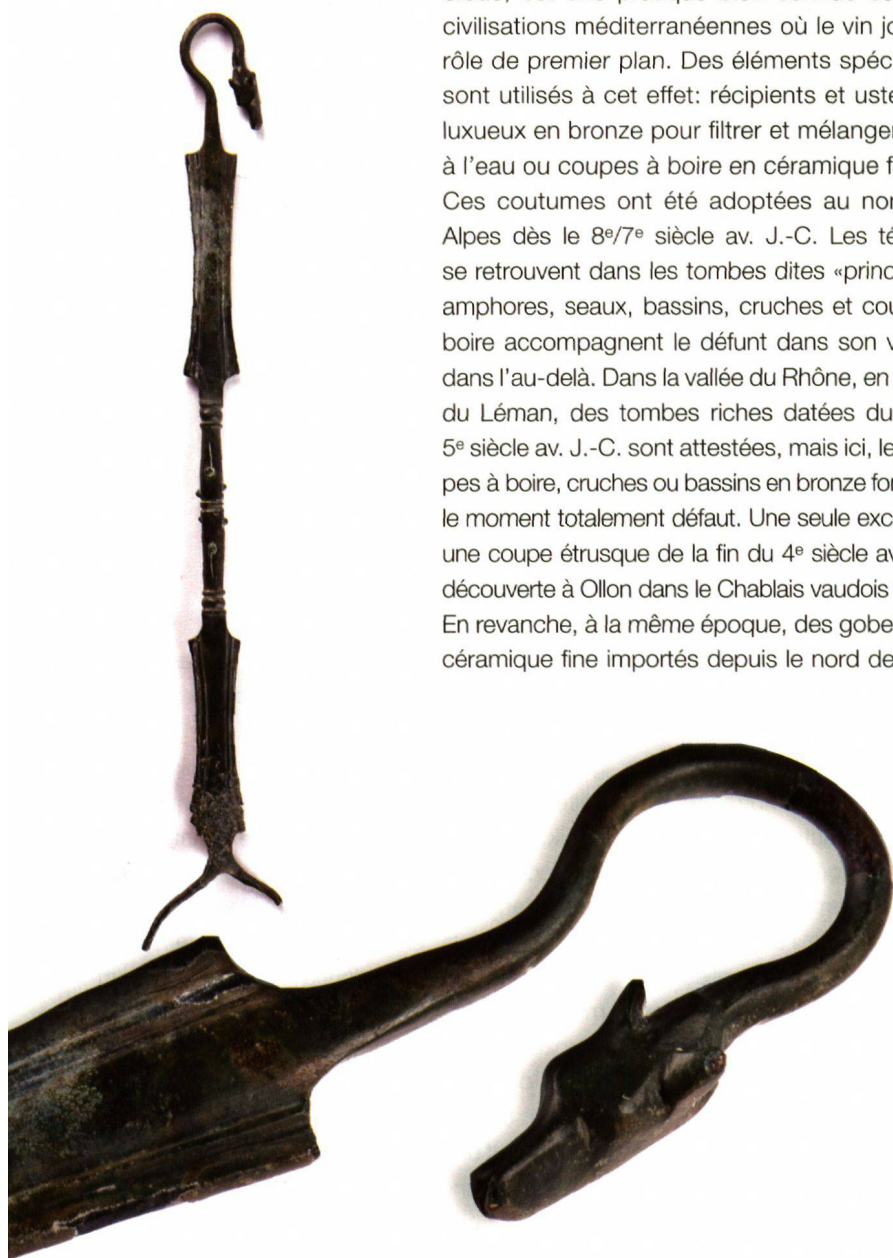 civilisations méditerranéennes où le vin jo
rôle de premier plan. Des éléments spéc
sont utilisés à cet effet: récipients et uste
luxueux en bronze pour filtrer et mélanger
à l'eau ou coupes à boire en céramique f
Ces coutumes ont été adoptées au nor
Alpes dès le 8e/7e siècle av. J.-C. Les té
se retrouvent dans les tombes dites «princ
amphores, seaux, bassins, cruches et cou
boire accompagnent le défunt dans son v
dans l'au-delà. Dans la vallée du Rhône, en
du Léman, des tombes riches datées du
5e siècle av. J.-C. sont attestées, mais ici, le
pes à boire, cruches ou bassins en bronze fon
le moment totalement défaut. Une seule exc
une coupe étrusque de la fin du 4e siècle av
découverte à Ollon dans le Chablais vaudois
En revanche, à la même époque, des gobe
céramique fine importés depuis le nord de